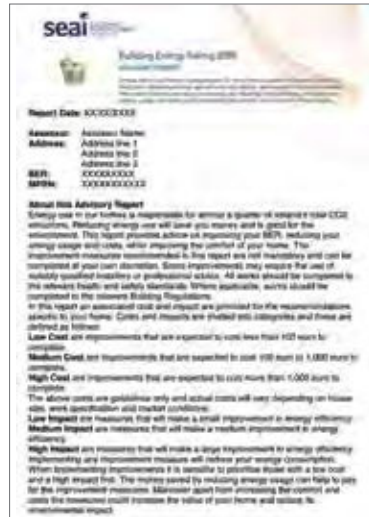 seai
Building Energy Rating (BER)
Report Date: XXXXXXXXX
Assessor: Assessor Name
Address: Address line 1
Address line 2
Address line 3
BER: XXXXXXXXX
MPRN: XXXXXXXXXXX
About this Advisory Report
Energy use in our homes is responsible for almost a quarter of Ireland's total CO2
emissions. Reducing energy use will save you money and is good for the
environment. This report provides advice on improving your BER, reducing your
energy usage and costs, while improving the comfort of your home. The
improvement measures recommended in this report are not mandatory and can be
completed at your own discretion. Some improvements may require the use of
suitably qualified installers or professional advice. All works should be completed to
the relevant health and safety standards. Where applicable, works should be
completed to the relevant Building Regulations.
In this report an associated cost and impact are provided for the recommendations
specific to your home. Costs and impacts are divided into categories and these are
defined as follows:
Low Cost are improvements that are expected to cost less than 100 euro to
complete.
Medium Cost are improvements that are expected to cost 100 euro to 1,000 euro to
complete.
High Cost are improvements that are expected to cost more than 1,000 euro to
complete.
The above costs are guidelines only and actual costs will vary depending on house
size, work specification and market conditions.
Low Impact are measures that will make a small improvement in energy efficiency.
Medium Impact are measures that will make a medium improvement in energy
efficiency.
High Impact are measures that will make a large improvement in energy efficiency.
Implementing any improvement measure will reduce your energy consumption.
When implementing improvements it is sensible to prioritise those with a low cost
and a high impact first. The money saved by reducing energy usage can help to pay
for the improvement measures. Moreover apart from increasing the comfort and
costs the measures could increase the value of your home and reduce its
environmental impact.